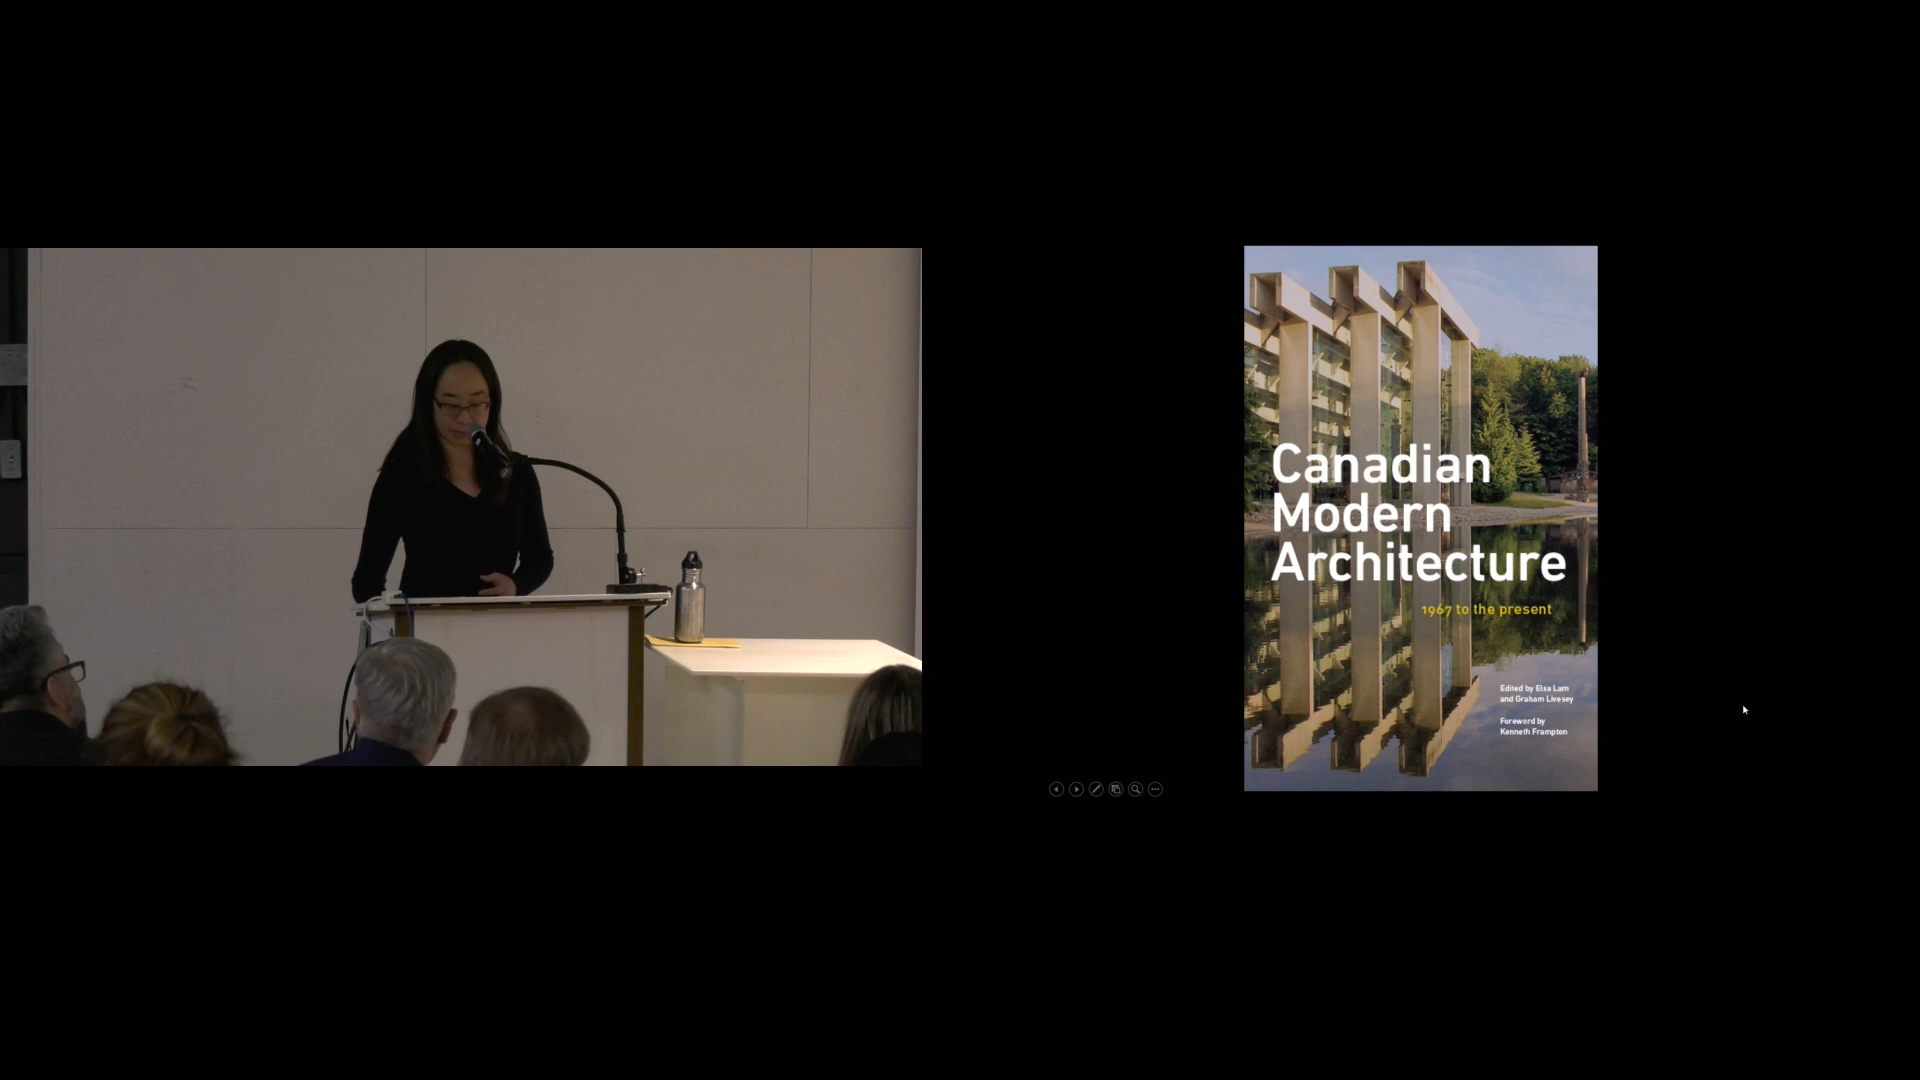 Canadian
Modern
Architecture
1967 to the present
Edited by Elsa Lam
and Graham Livesey
Foreword by
Kenneth Frampton